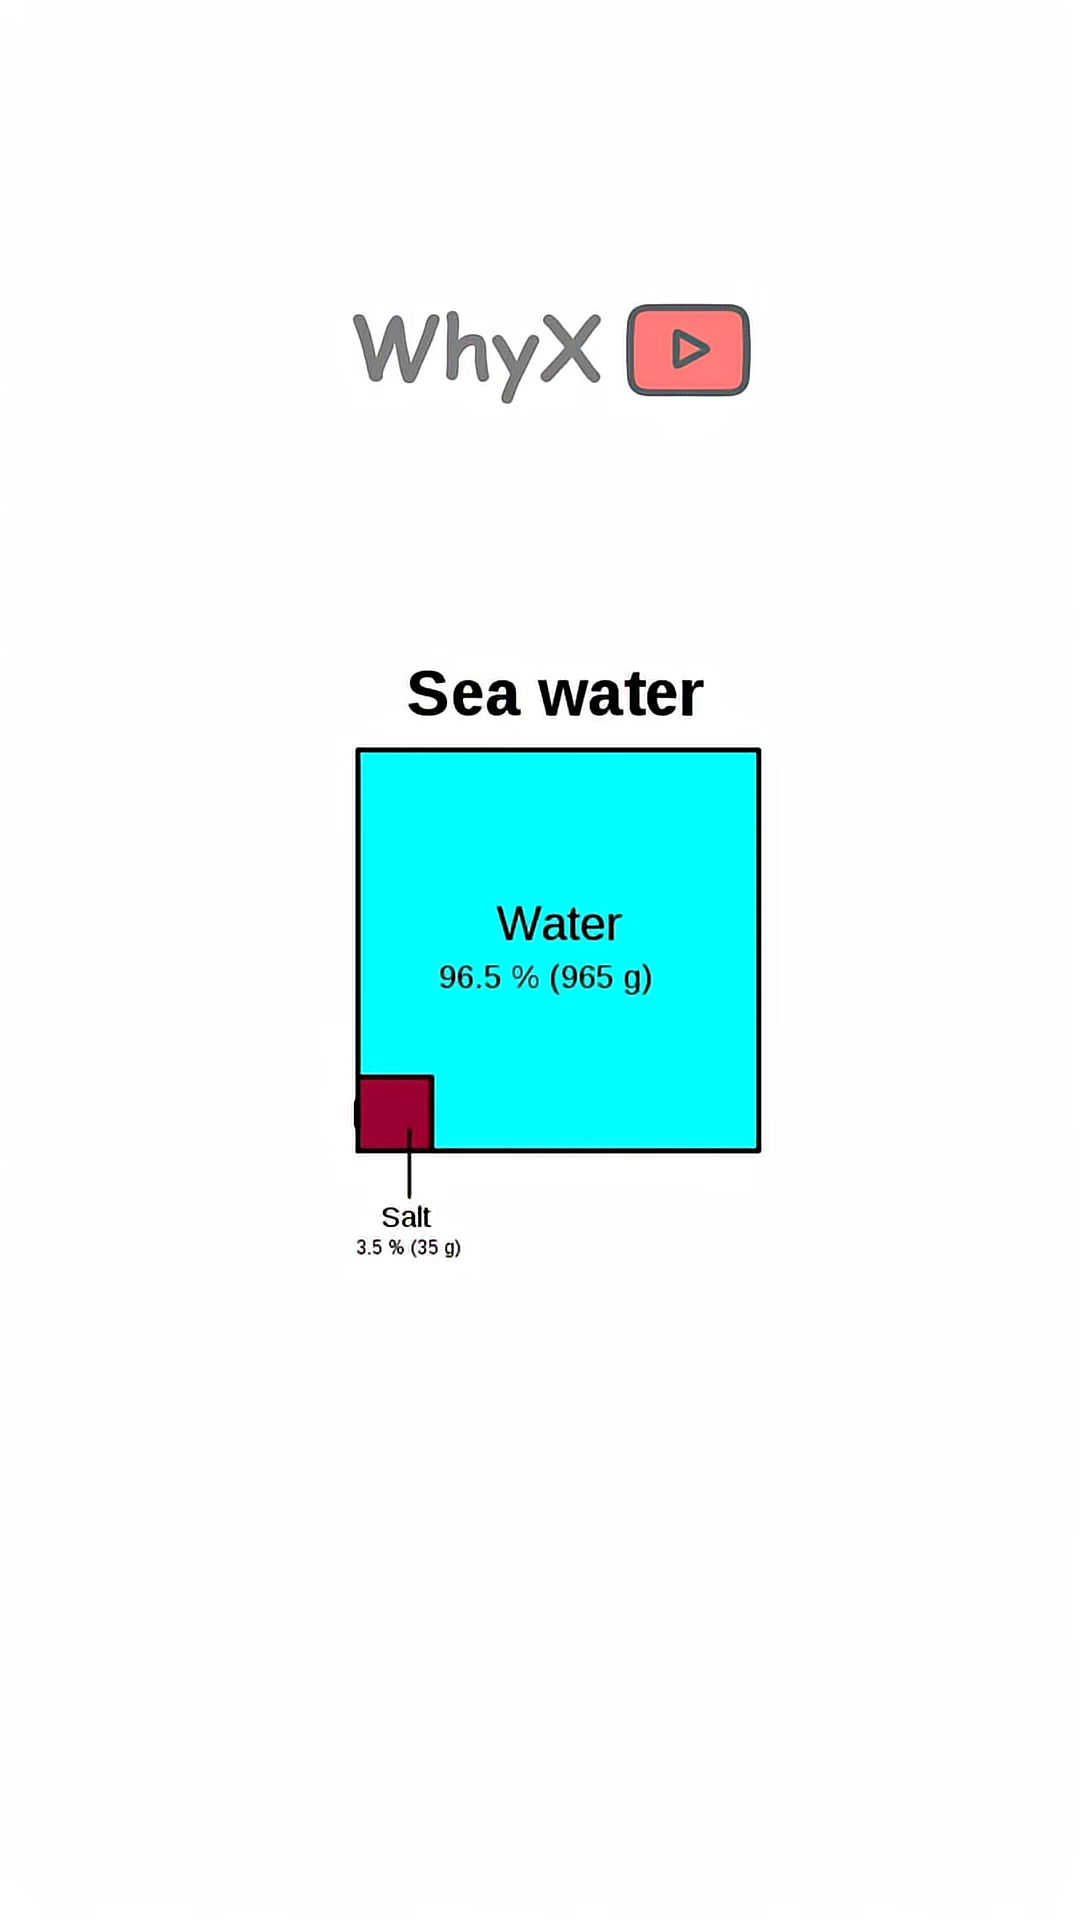 WhyX
Sea water
Water
96.5 % (965 g)
Salt
3.5 % (35 g)